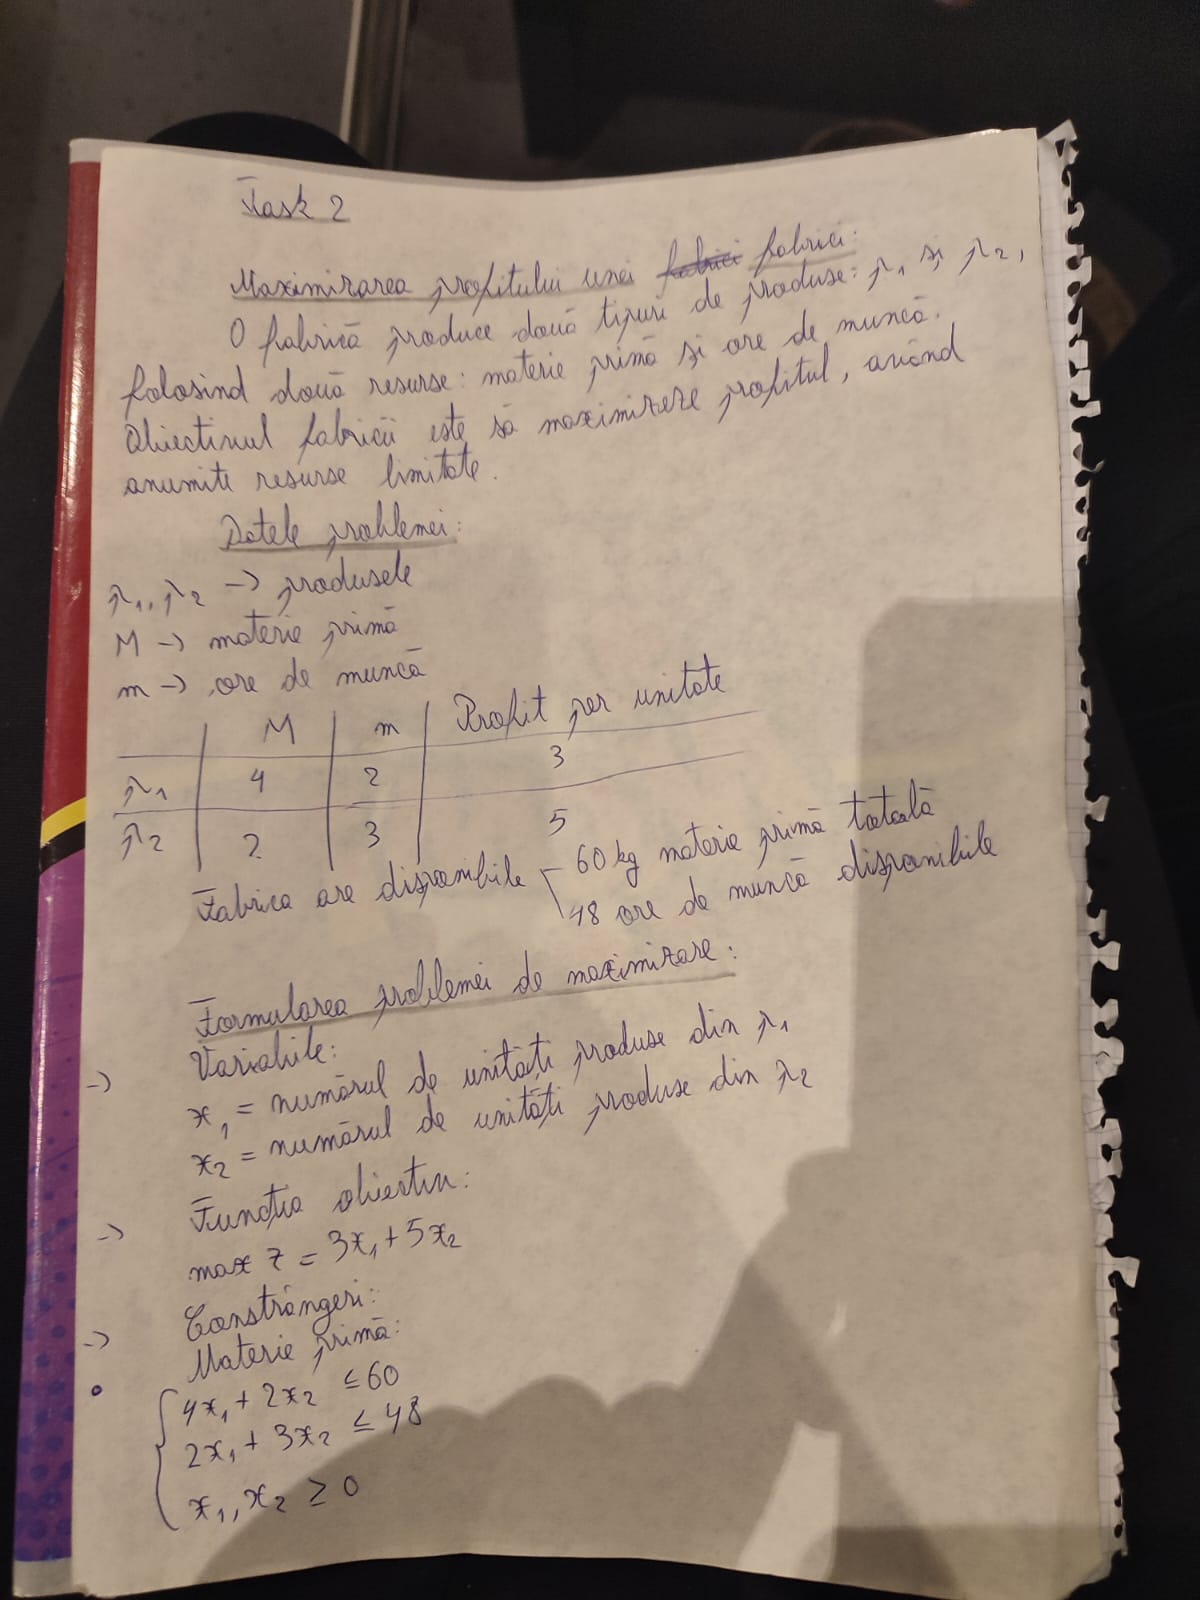 Task 2
Maximizarea profitului unei fabrici fabrici:
O fabrică produce două tipuri de produse: p1 și p2,
folosind două resurse: materie primă și ore de muncă.
Obiectivul fabricii este să maximizeze profitul, având
anumite resurse limitate.
Datele problemei:
p1, p2 -> produsele
M -> materie primă
m -> ore de muncă
M | m | Profit per unitate
p1 | 4 | 2 | 3
p2 | 2 | 3 | 5
Fabrica are disponibile 60 kg materie primă totală
48 ore de muncă disponibile
Formularea problemei de maximizare:
-> Variabile:
x1 = numărul de unități produse din p1
x2 = numărul de unități produse din p2
-> Funcția obiectiv:
max z = 3x1 + 5x2
-> Constrângeri:
• Materie primă:
4x1 + 2x2 ≤ 60
2x1 + 3x2 ≤ 48
x1, x2 ≥ 0